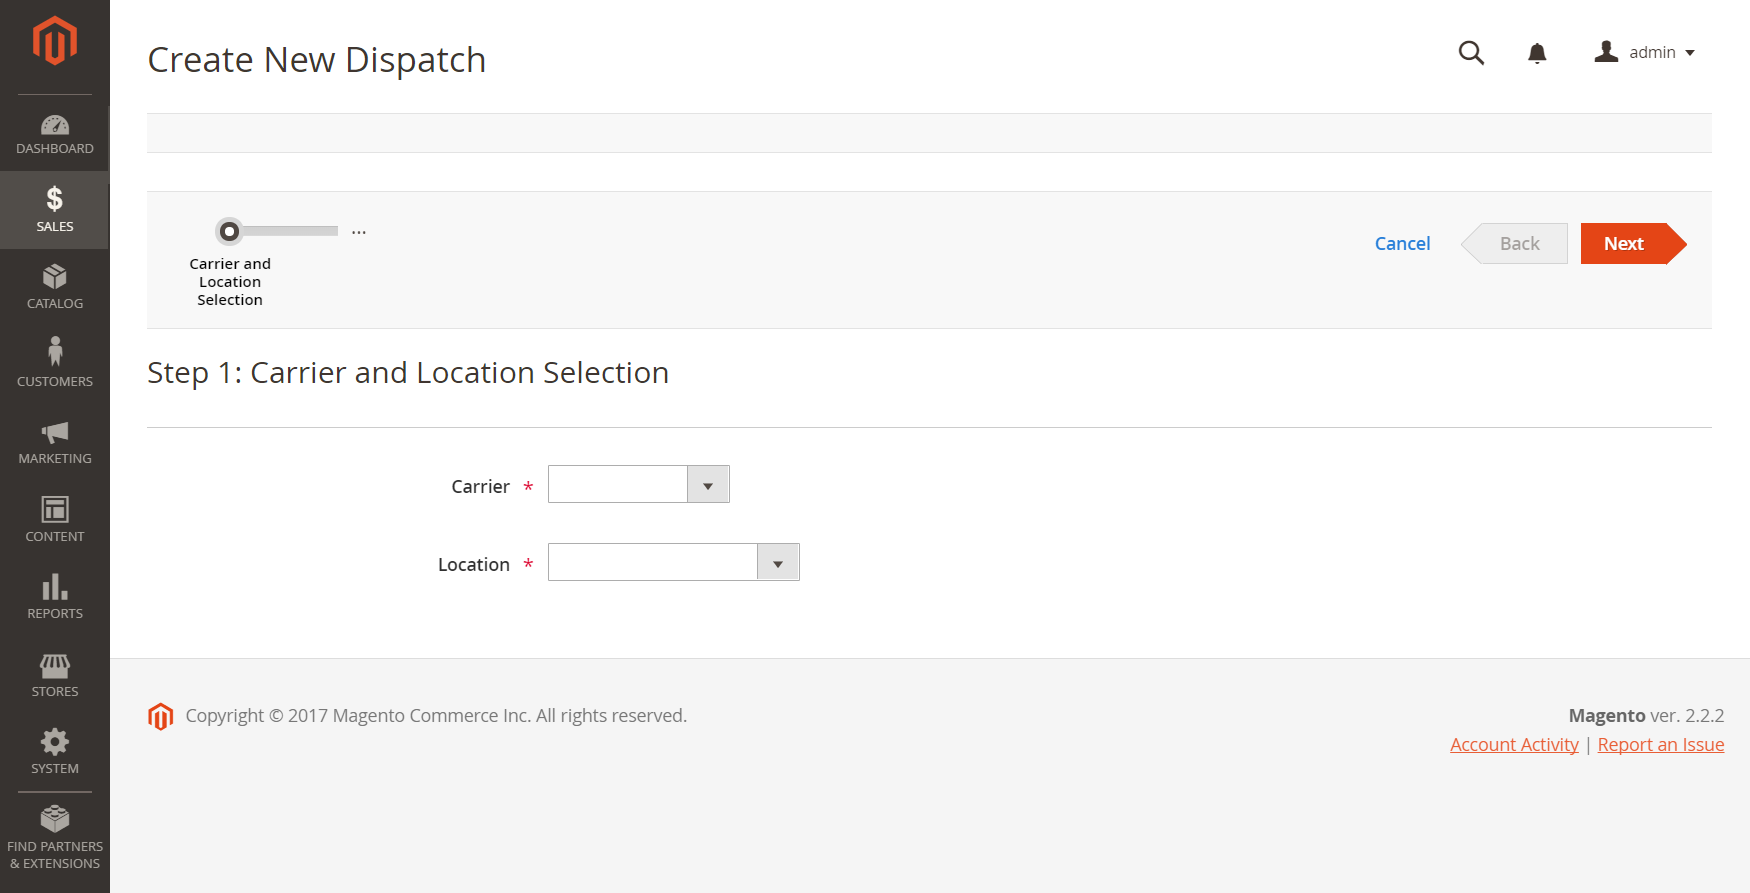 Create New Dispatch
admin
DASHBOARD
$
SALES
CATALOG
CUSTOMERS
MARKETING
CONTENT
REPORTS
STORES
SYSTEM
FIND PARTNERS
& EXTENSIONS
...
Carrier and
Location
Selection
Cancel
Back
Next
Step 1: Carrier and Location Selection
Carrier *
Location *
Copyright © 2017 Magento Commerce Inc. All rights reserved.
Magento ver. 2.2.2
Account Activity | Report an Issue